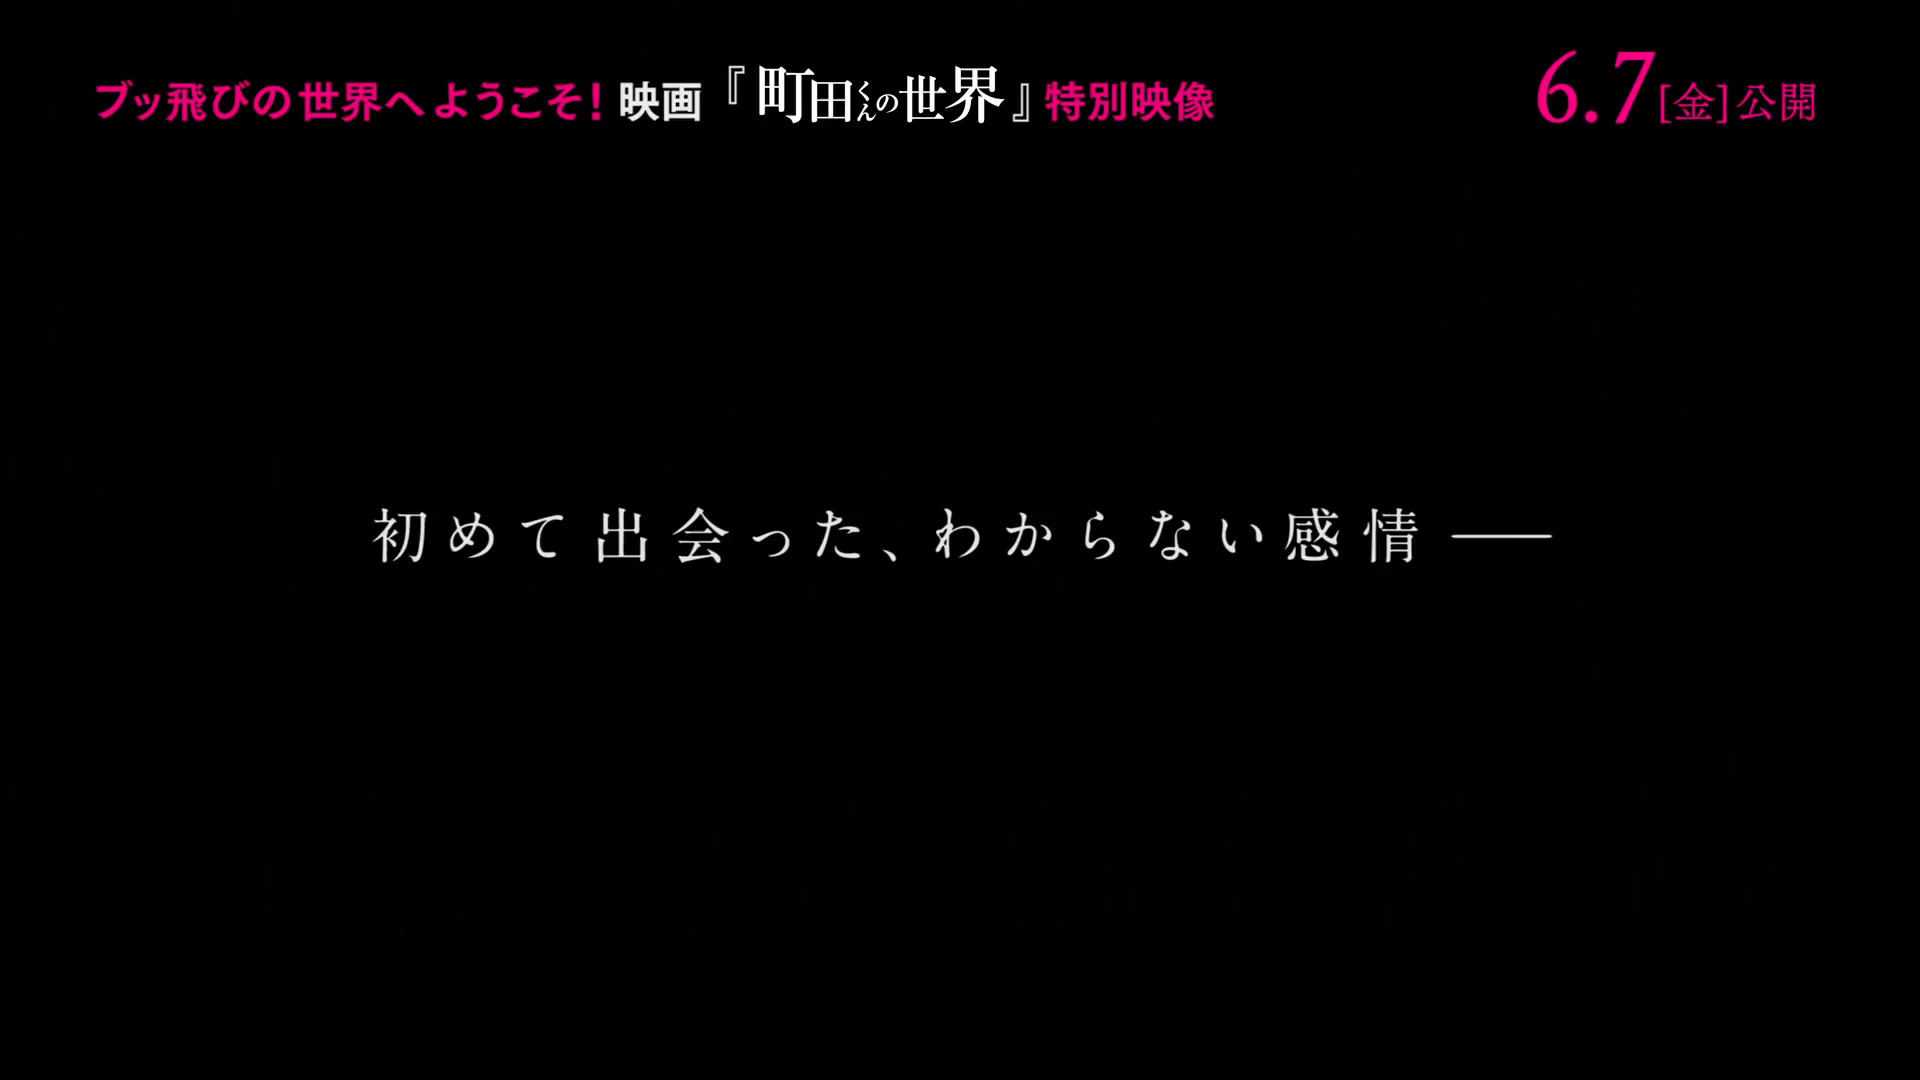 ブッ飛びの世界へようこそ！映画『町田くんの世界』特別映像
6.7[金]公開
初めて出会った、わからない感情――